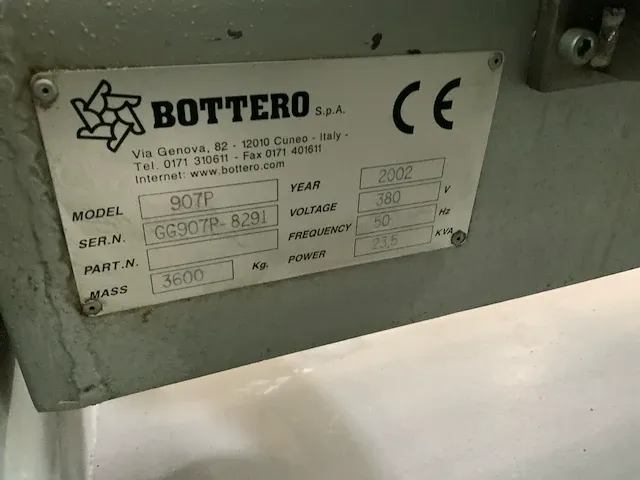 BOTTERO S.p.A. CE
Via Genova, 82 - 12010 Cuneo - Italy -
Tel. 0171 310611 - Fax 0171 401611
Internet: www.bottero.com
MODEL 907P YEAR 2002
SER.N. GG907P-8291 VOLTAGE 380 V
PART.N. FREQUENCY 50 Hz
MASS 3600 Kg. POWER 23,5 KVA